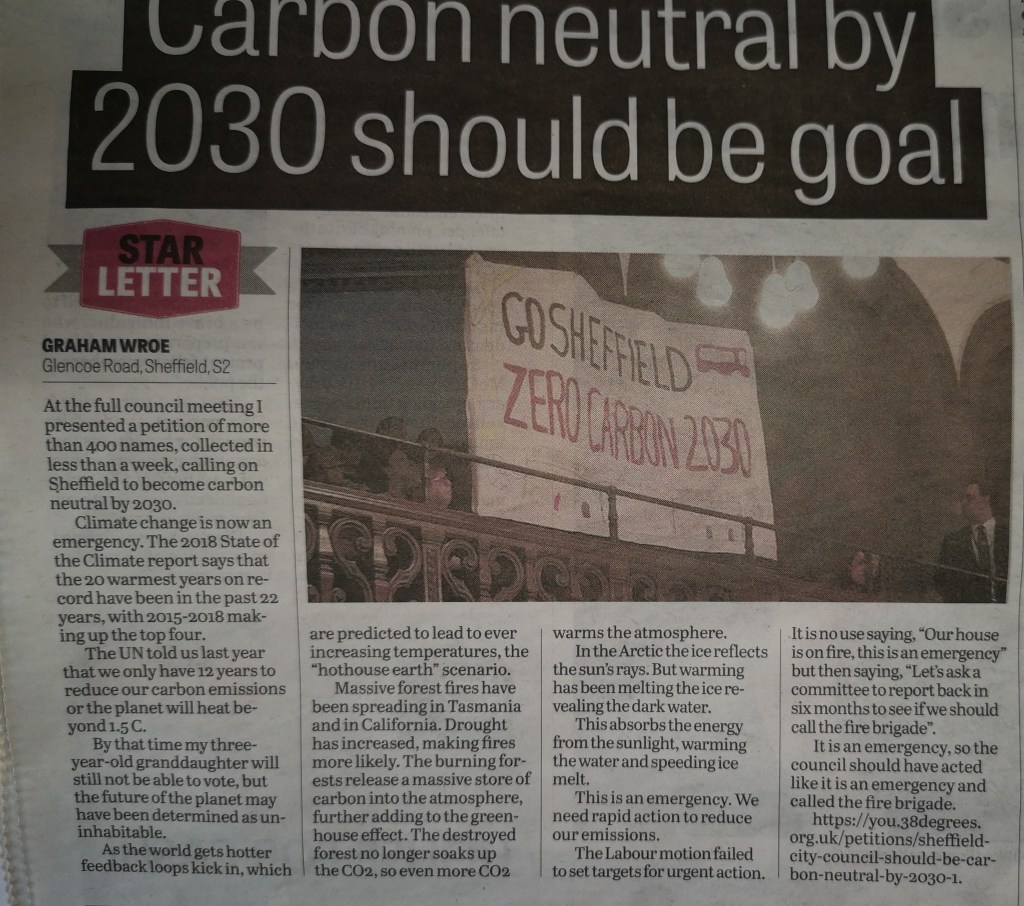 Carbon neutral by
2030 should be goal
STAR
LETTER
GRAHAM WROE
Glencoe Road, Sheffield, S2
At the full council meeting I
presented a petition of more
than 400 names, collected in
less than a week, calling on
Sheffield to become carbon
neutral by 2030.
Climate change is now an
emergency. The 2018 State of
the Climate report says that
the 20 warmest years on re-
cord have been in the past 22
years, with 2015-2018 mak-
ing up the top four.
The UN told us last year
that we only have 12 years to
reduce our carbon emissions
or the planet will heat be-
yond 1.5 C.
By that time my three-
year-old granddaughter will
still not be able to vote, but
the future of the planet may
have been determined as un-
inhabitable.
As the world gets hotter
feedback loops kick in, which
GO SHEFFIELD
ZERO CARBON 2030
are predicted to lead to ever
increasing temperatures, the
“hothouse earth” scenario.
Massive forest fires have
been spreading in Tasmania
and in California. Drought
has increased, making fires
more likely. The burning for-
ests release a massive store of
carbon into the atmosphere,
further adding to the green-
house effect. The destroyed
forest no longer soaks up
the CO2, so even more CO2
warms the atmosphere.
In the Arctic the ice reflects
the sun's rays. But warming
has been melting the ice re-
vealing the dark water.
This absorbs the energy
from the sunlight, warming
the water and speeding ice
melt.
This is an emergency. We
need rapid action to reduce
our emissions.
The Labour motion failed
to set targets for urgent action.
It is no use saying, “Our house
is on fire, this is an emergency”
but then saying, “Let's ask a
committee to report back in
six months to see if we should
call the fire brigade”.
It is an emergency, so the
council should have acted
like it is an emergency and
called the fire brigade.
https://you.38degrees.
org.uk/petitions/sheffield-
city-council-should-be-car-
bon-neutral-by-2030-1.